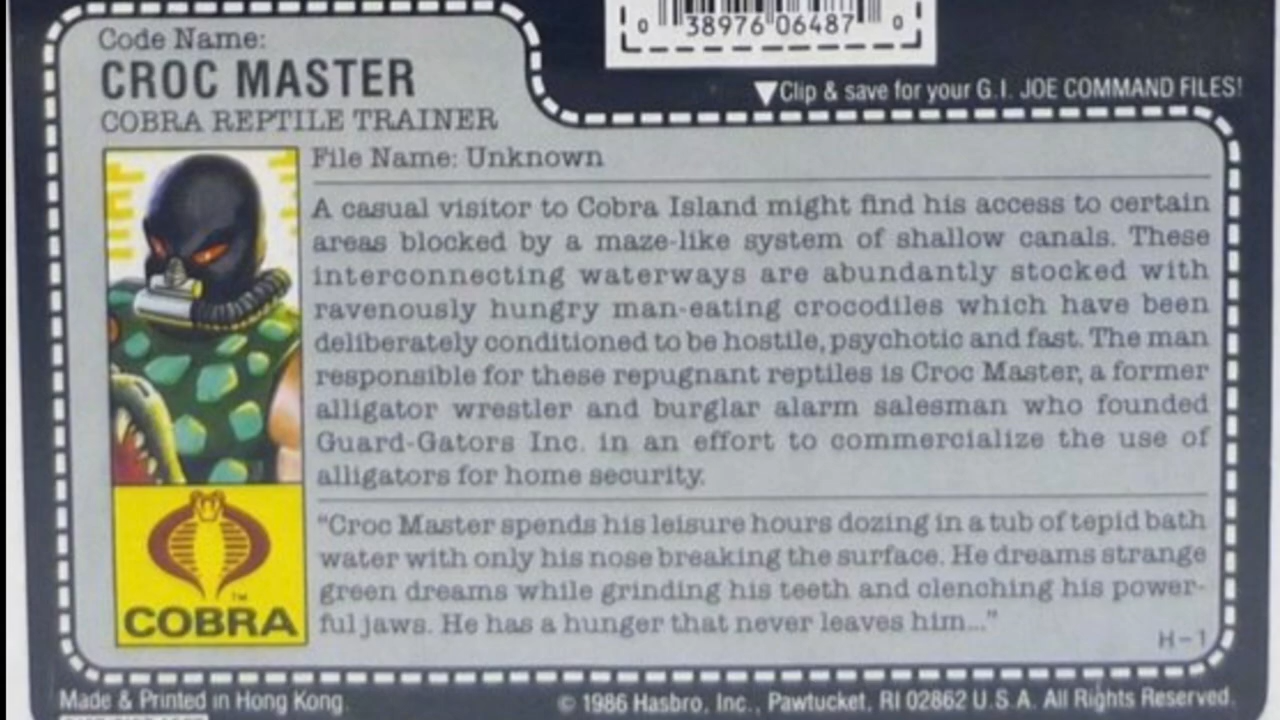 0 38976 06487 0
▼Clip & save for your G.I. JOE COMMAND FILES!
Code Name:
CROC MASTER
COBRA REPTILE TRAINER
File Name: Unknown
A casual visitor to Cobra Island might find his access to certain
areas blocked by a maze-like system of shallow canals. These
interconnecting waterways are abundantly stocked with
ravenously hungry man-eating crocodiles which have been
deliberately conditioned to be hostile, psychotic and fast. The man
responsible for these repugnant reptiles is Croc Master, a former
alligator wrestler and burglar alarm salesman who founded
Guard-Gators Inc. in an effort to commercialize the use of
alligators for home security.
"Croc Master spends his leisure hours dozing in a tub of tepid bath
water with only his nose breaking the surface. He dreams strange
green dreams while grinding his teeth and clenching his power-
ful jaws. He has a hunger that never leaves him..."
TM
COBRA
H-1
Made & Printed in Hong Kong.
© 1986 Hasbro, Inc., Pawtucket, RI 02862 U.S.A. All Rights Reserved.